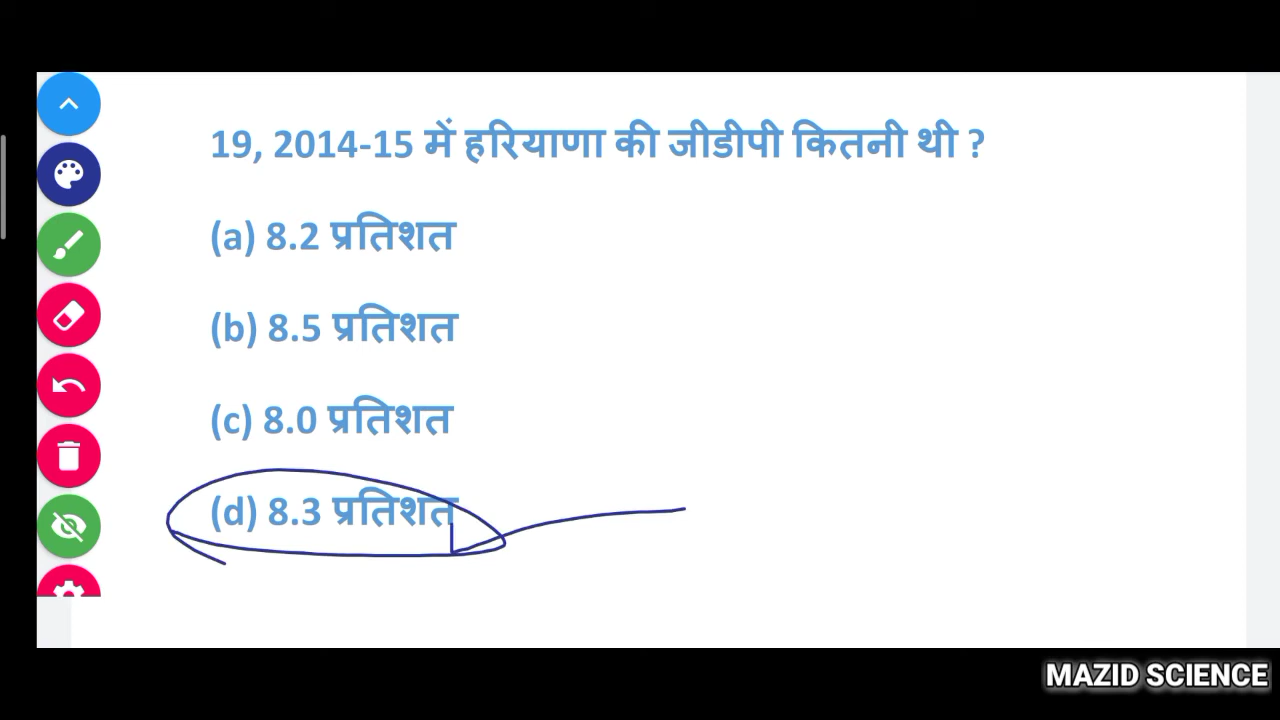 19, 2014-15 में हरियाणा की जीडीपी कितनी थी ?
(a) 8.2 प्रतिशत
(b) 8.5 प्रतिशत
(c) 8.0 प्रतिशत
(d) 8.3 प्रतिशत
MAZID SCIENCE